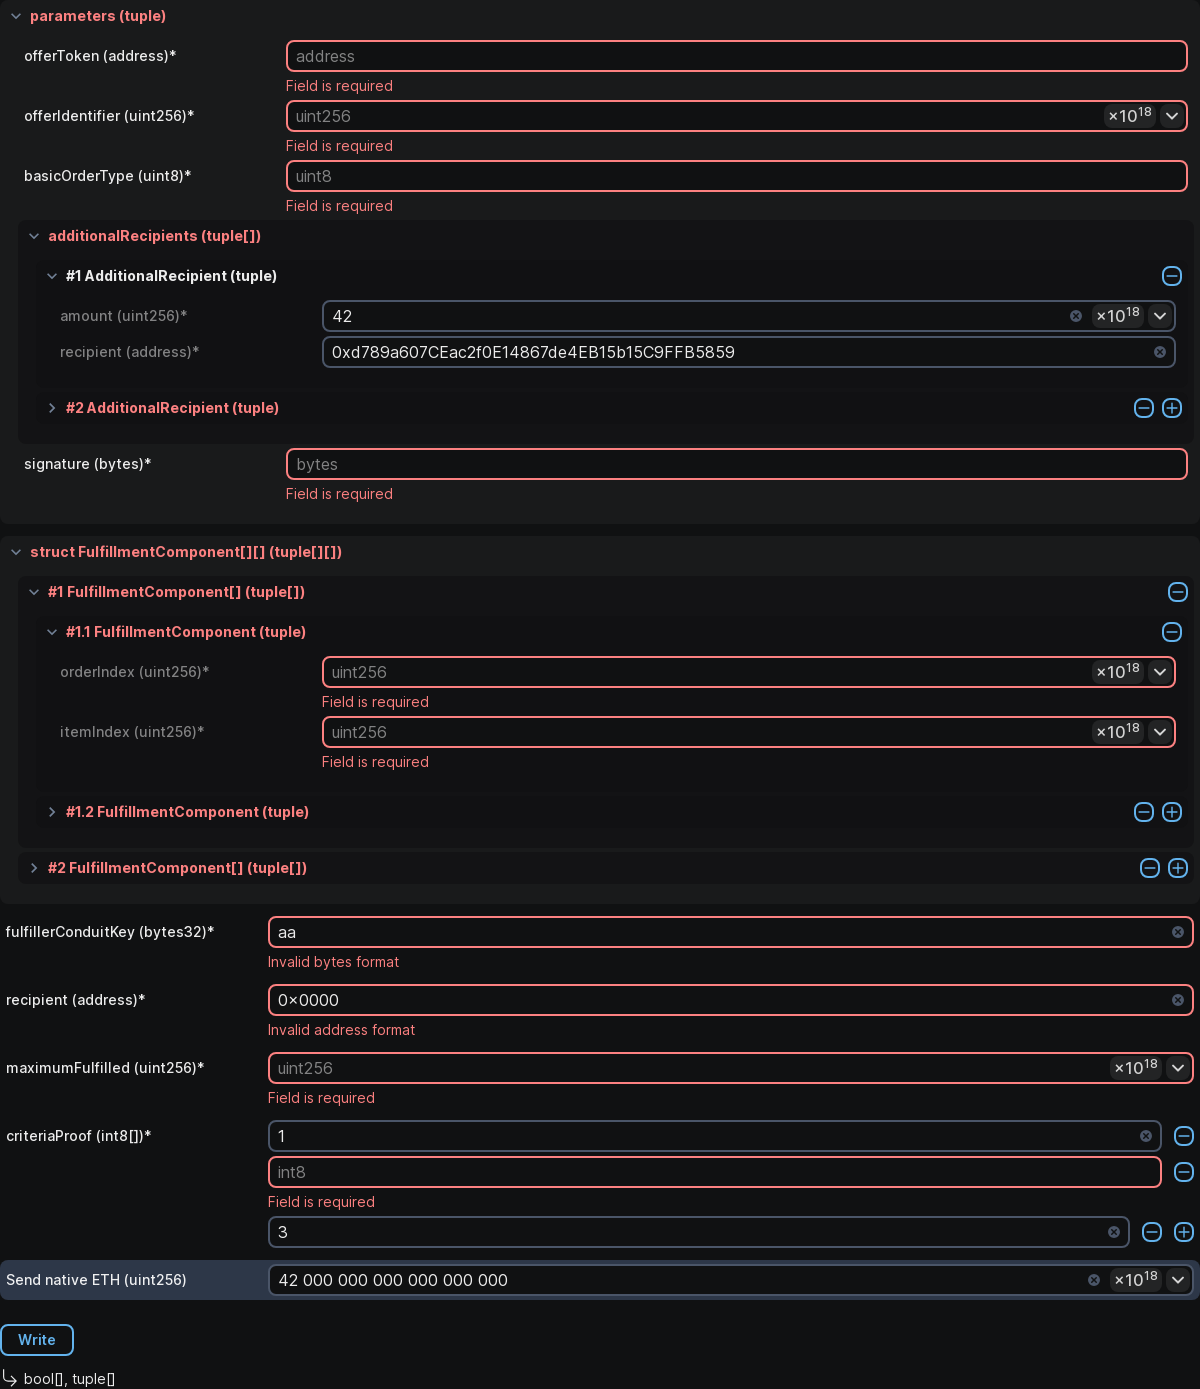 parameters (tuple)
offerToken (address)*
address
Field is required
offerIdentifier (uint256)*
uint256
×10^18
Field is required
basicOrderType (uint8)*
uint8
Field is required
additionalRecipients (tuple[])
#1 AdditionalRecipient (tuple)
amount (uint256)*
42
×10^18
recipient (address)*
0xd789a607CEac2f0E14867de4EB15b15C9FFB5859
#2 AdditionalRecipient (tuple)
signature (bytes)*
bytes
Field is required
struct FulfillmentComponent[][] (tuple[][])
#1 FulfillmentComponent[] (tuple[])
#1.1 FulfillmentComponent (tuple)
orderIndex (uint256)*
uint256
×10^18
Field is required
itemIndex (uint256)*
uint256
×10^18
Field is required
#1.2 FulfillmentComponent (tuple)
#2 FulfillmentComponent[] (tuple[])
fulfillerConduitKey (bytes32)*
aa
Invalid bytes format
recipient (address)*
0×0000
Invalid address format
maximumFulfilled (uint256)*
uint256
×10^18
Field is required
criteriaProof (int8[])*
1
int8
Field is required
3
Send native ETH (uint256)
42 000 000 000 000 000 000
×10^18
Write
bool[], tuple[]